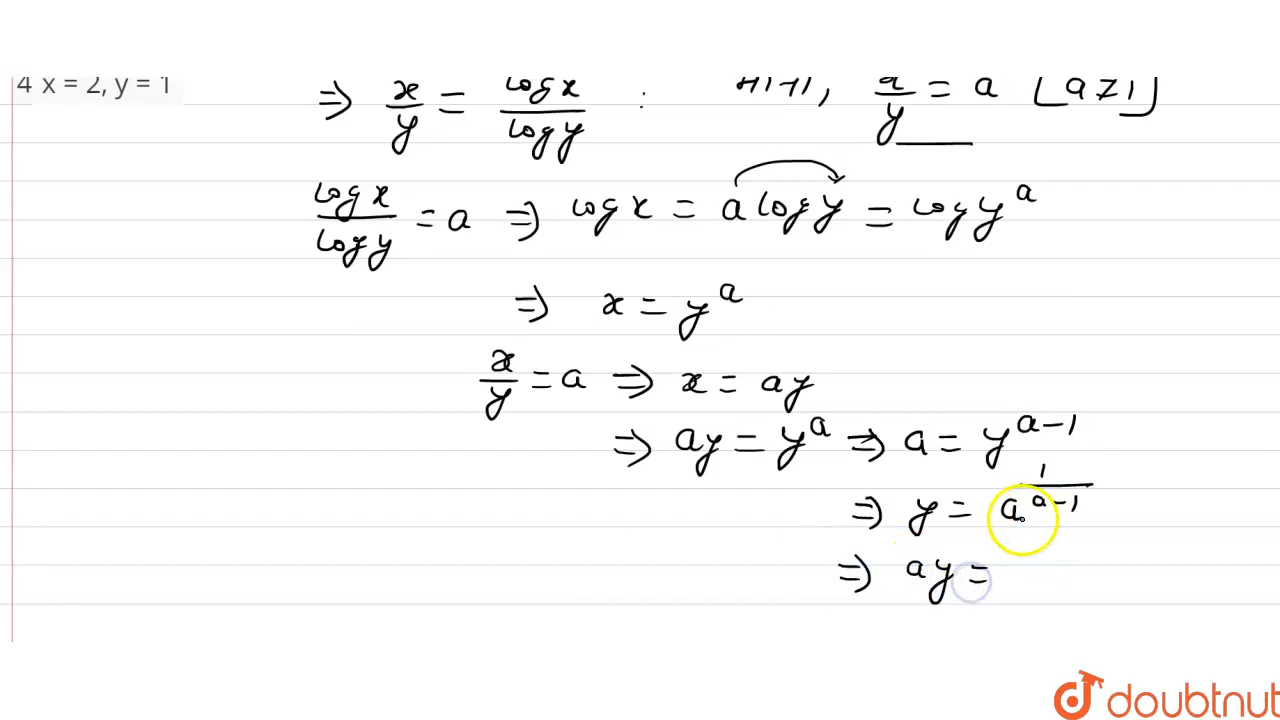 4 x = 2, y = 1
⇒ x/y = log x / log y : x/y = a [a ≠ 1]
log x / log y = a ⇒ log x = a log y = log y^a
⇒ x = y^a
x/y = a ⇒ x = ay
⇒ ay = y^a ⇒ a = y^(a-1)
⇒ y = a^(1/(a-1))
⇒ ay =
doubtnut